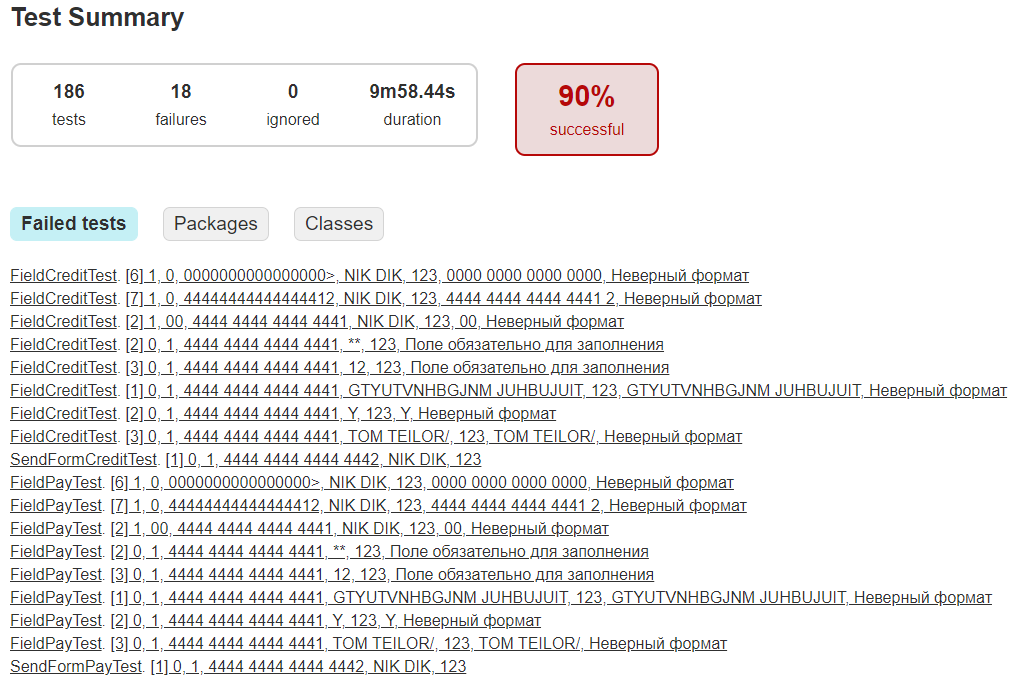 Test Summary
186 18 0 9m58.44s
tests failures ignored duration
90%
successful
Failed tests Packages Classes
FieldCreditTest. [6] 1, 0, 0000000000000000>, NIK DIK, 123, 0000 0000 0000 0000, Неверный формат
FieldCreditTest. [7] 1, 0, 44444444444444412, NIK DIK, 123, 4444 4444 4444 4441 2, Неверный формат
FieldCreditTest. [2] 1, 00, 4444 4444 4444 4441, NIK DIK, 123, 00, Неверный формат
FieldCreditTest. [2] 0, 1, 4444 4444 4444 4441, **, 123, Поле обязательно для заполнения
FieldCreditTest. [3] 0, 1, 4444 4444 4444 4441, 12, 123, Поле обязательно для заполнения
FieldCreditTest. [1] 0, 1, 4444 4444 4444 4441, GTYUTVNHBGJNM JUHBUJUIT, 123, GTYUTVNHBGJNM JUHBUJUIT, Неверный формат
FieldCreditTest. [2] 0, 1, 4444 4444 4444 4441, Y, 123, Y, Неверный формат
FieldCreditTest. [3] 0, 1, 4444 4444 4444 4441, TOM TEILOR/, 123, TOM TEILOR/, Неверный формат
SendFormCreditTest. [1] 0, 1, 4444 4444 4444 4442, NIK DIK, 123
FieldPayTest. [6] 1, 0, 0000000000000000>, NIK DIK, 123, 0000 0000 0000 0000, Неверный формат
FieldPayTest. [7] 1, 0, 44444444444444412, NIK DIK, 123, 4444 4444 4444 4441 2, Неверный формат
FieldPayTest. [2] 1, 00, 4444 4444 4444 4441, NIK DIK, 123, 00, Неверный формат
FieldPayTest. [2] 0, 1, 4444 4444 4444 4441, **, 123, Поле обязательно для заполнения
FieldPayTest. [3] 0, 1, 4444 4444 4444 4441, 12, 123, Поле обязательно для заполнения
FieldPayTest. [1] 0, 1, 4444 4444 4444 4441, GTYUTVNHBGJNM JUHBUJUIT, 123, GTYUTVNHBGJNM JUHBUJUIT, Неверный формат
FieldPayTest. [2] 0, 1, 4444 4444 4444 4441, Y, 123, Y, Неверный формат
FieldPayTest. [3] 0, 1, 4444 4444 4444 4441, TOM TEILOR/, 123, TOM TEILOR/, Неверный формат
SendFormPayTest. [1] 0, 1, 4444 4444 4444 4442, NIK DIK, 123